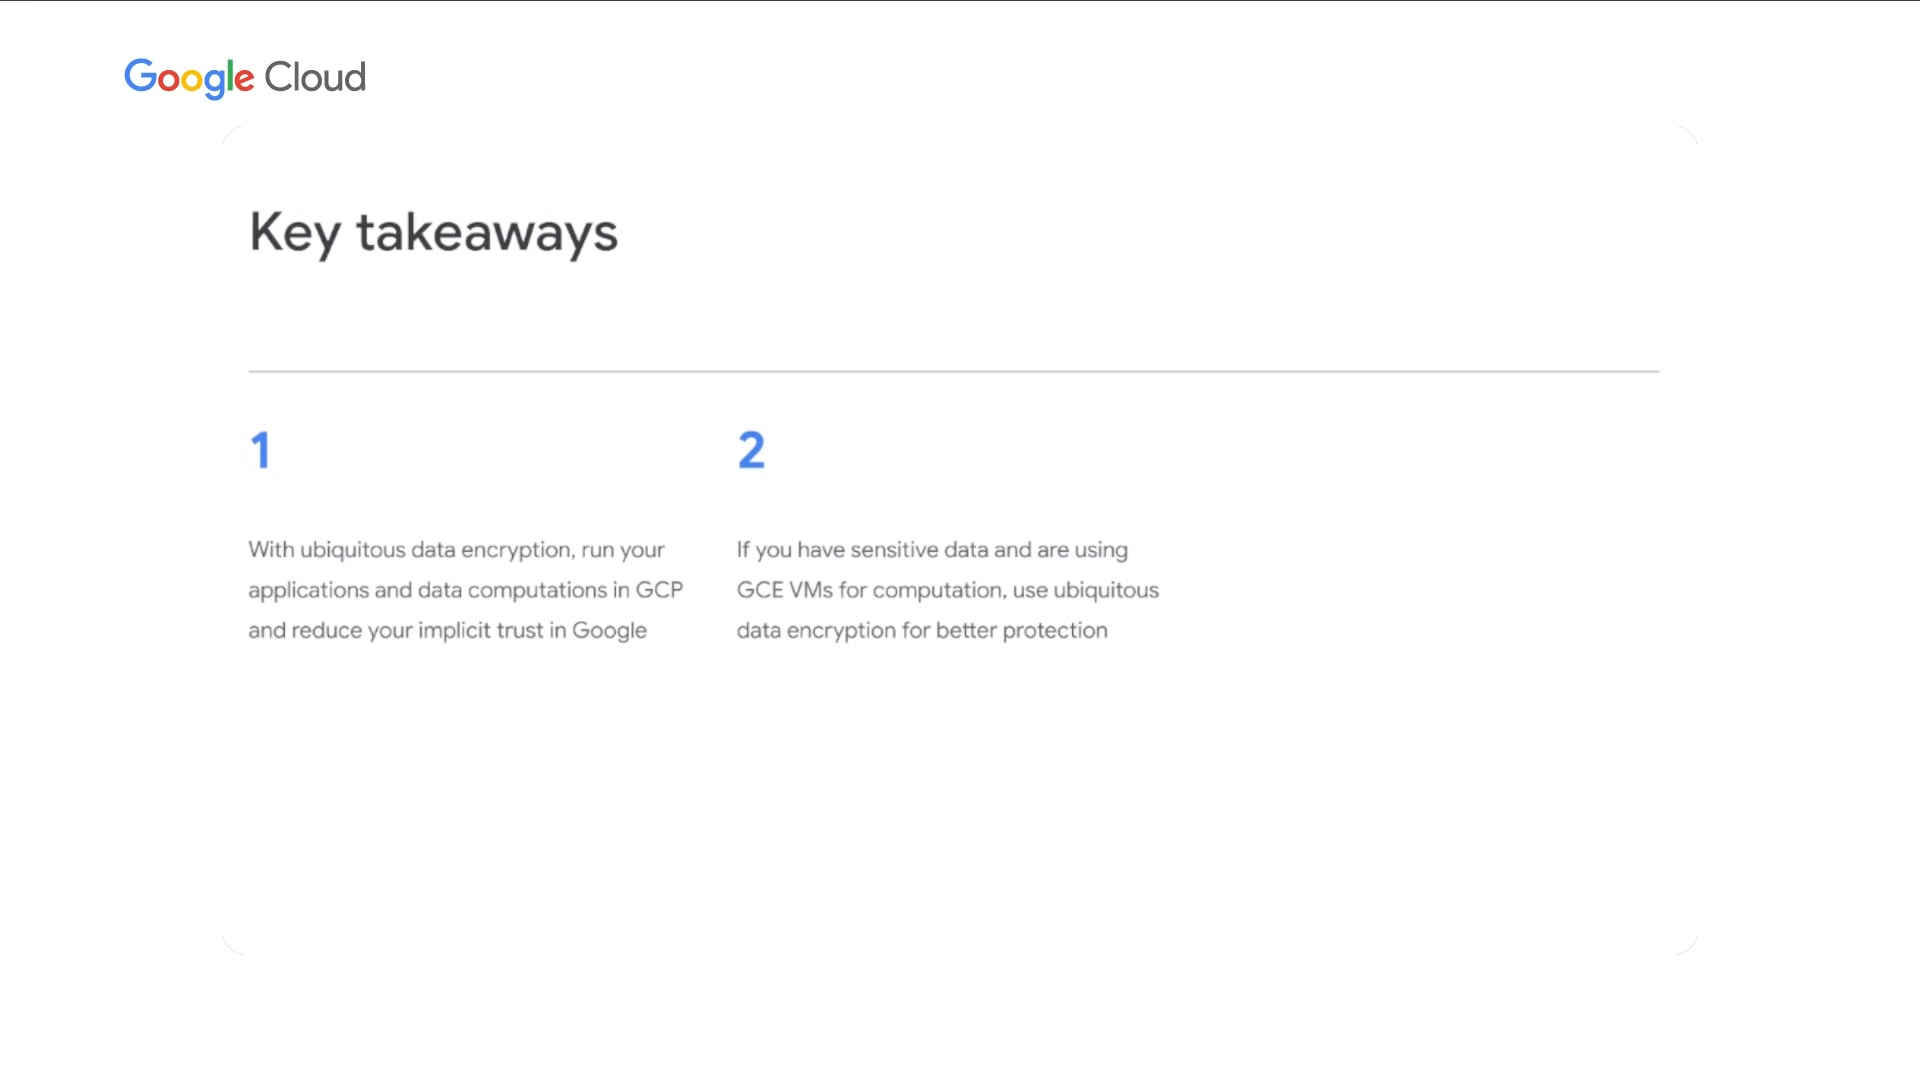 Google Cloud
Key takeaways
1
With ubiquitous data encryption, run your
applications and data computations in GCP
and reduce your implicit trust in Google
2
If you have sensitive data and are using
GCE VMs for computation, use ubiquitous
data encryption for better protection